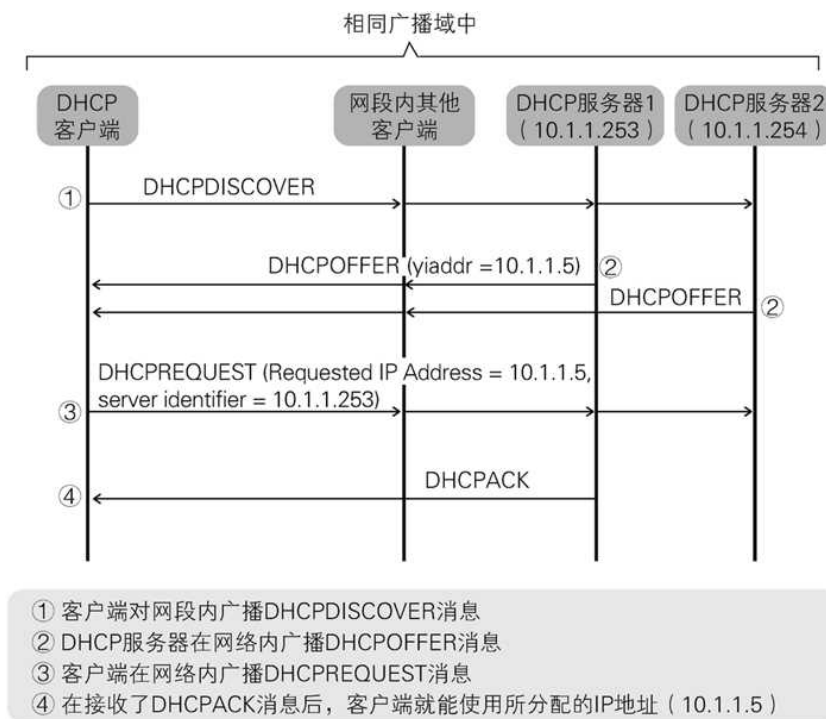 相同广播域中
DHCP
客户端
网段内其他
客户端
DHCP服务器1
（10.1.1.253）
DHCP服务器2
（10.1.1.254）
① DHCPDISCOVER
DHCPOFFER (yiaddr =10.1.1.5) ②
DHCPOFFER ②
DHCPREQUEST (Requested IP Address = 10.1.1.5,
server identifier = 10.1.1.253)
③
DHCPACK
④
① 客户端对网段内广播DHCPDISCOVER消息
② DHCP服务器在网络内广播DHCPOFFER消息
③ 客户端在网络内广播DHCPREQUEST消息
④ 在接收了DHCPACK消息后，客户端就能使用所分配的IP地址（10.1.1.5）